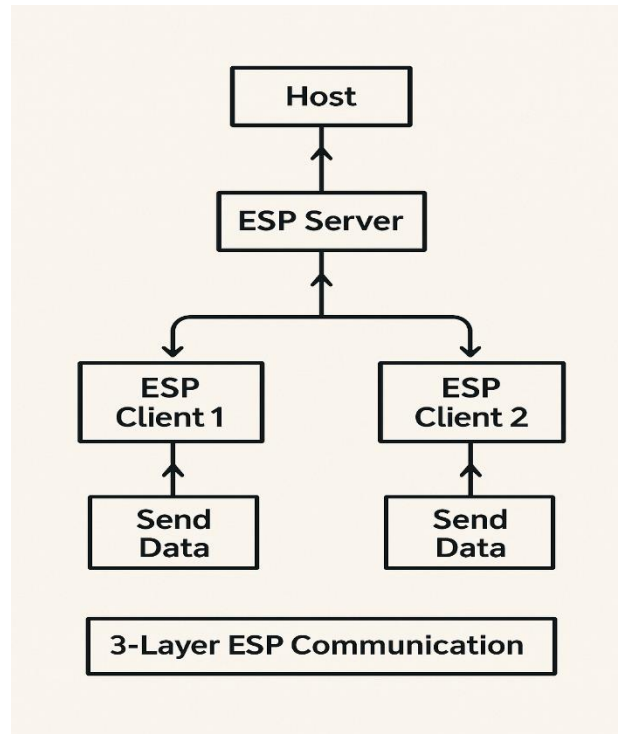 Host
ESP Server
ESP
Client 1
ESP
Client 2
Send
Data
Send
Data
3-Layer ESP Communication